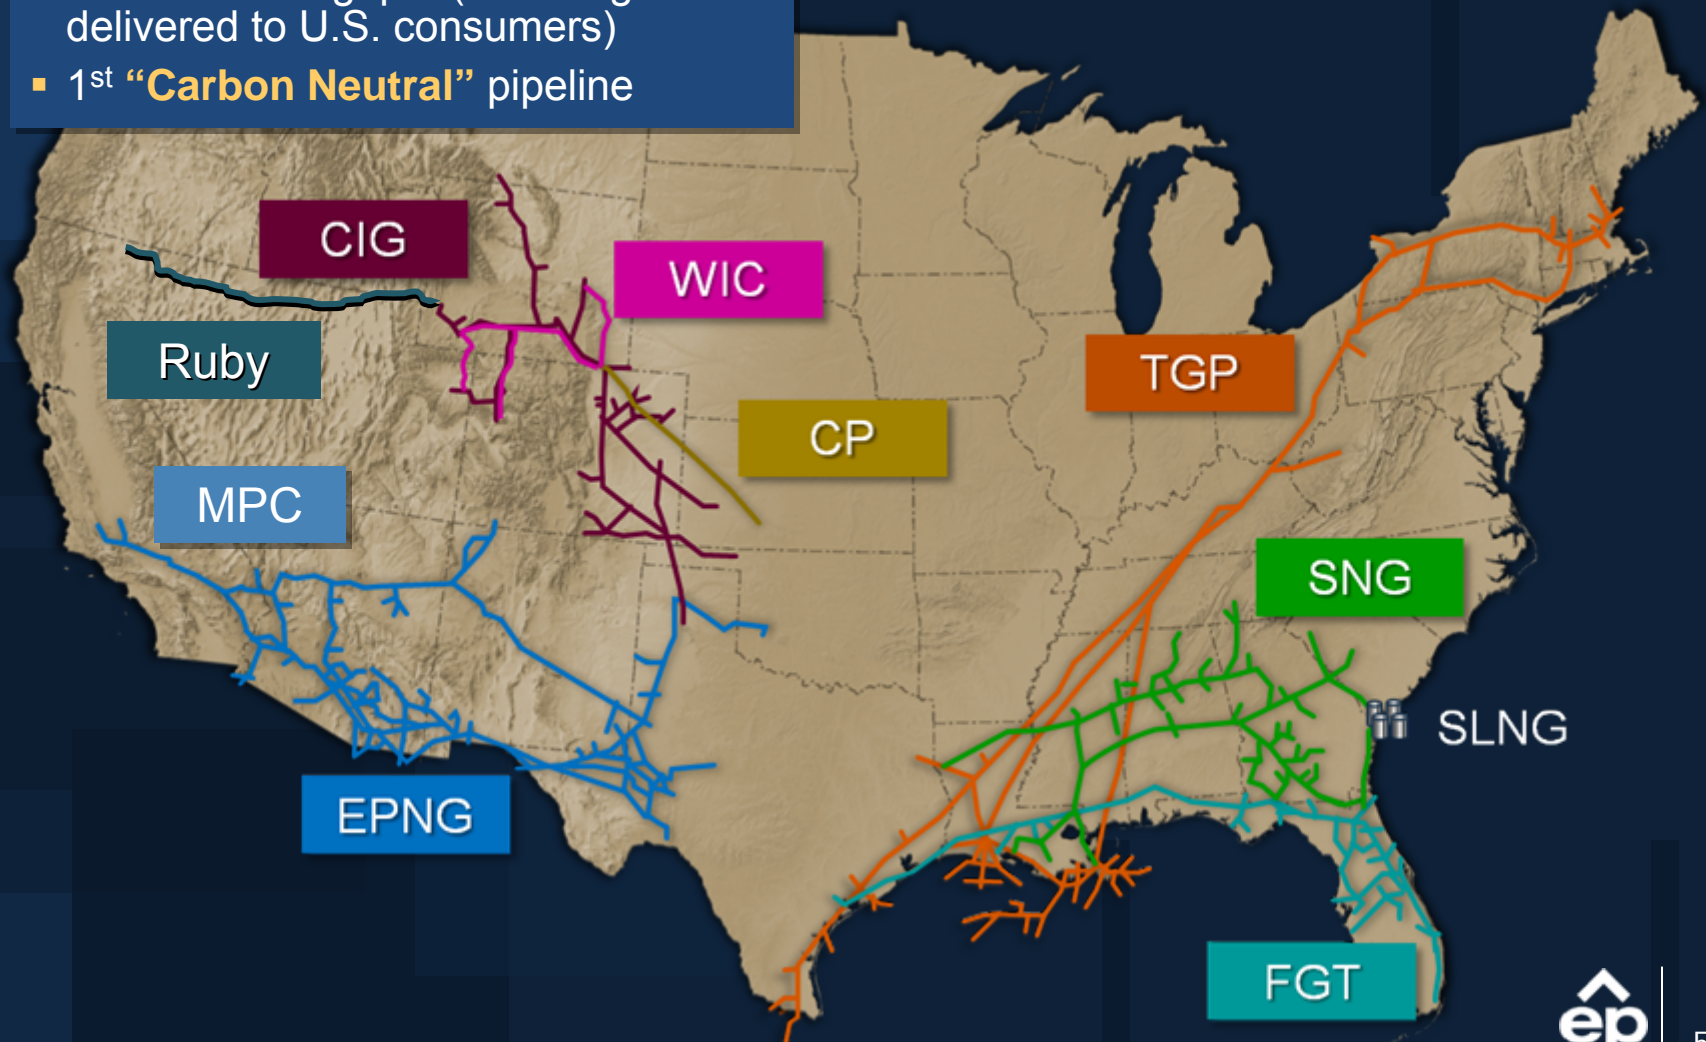 delivered to U.S. consumers)
▪ 1st “Carbon Neutral” pipeline
CIG
WIC
Ruby
TGP
CP
MPC
SNG
SLNG
EPNG
FGT
ep